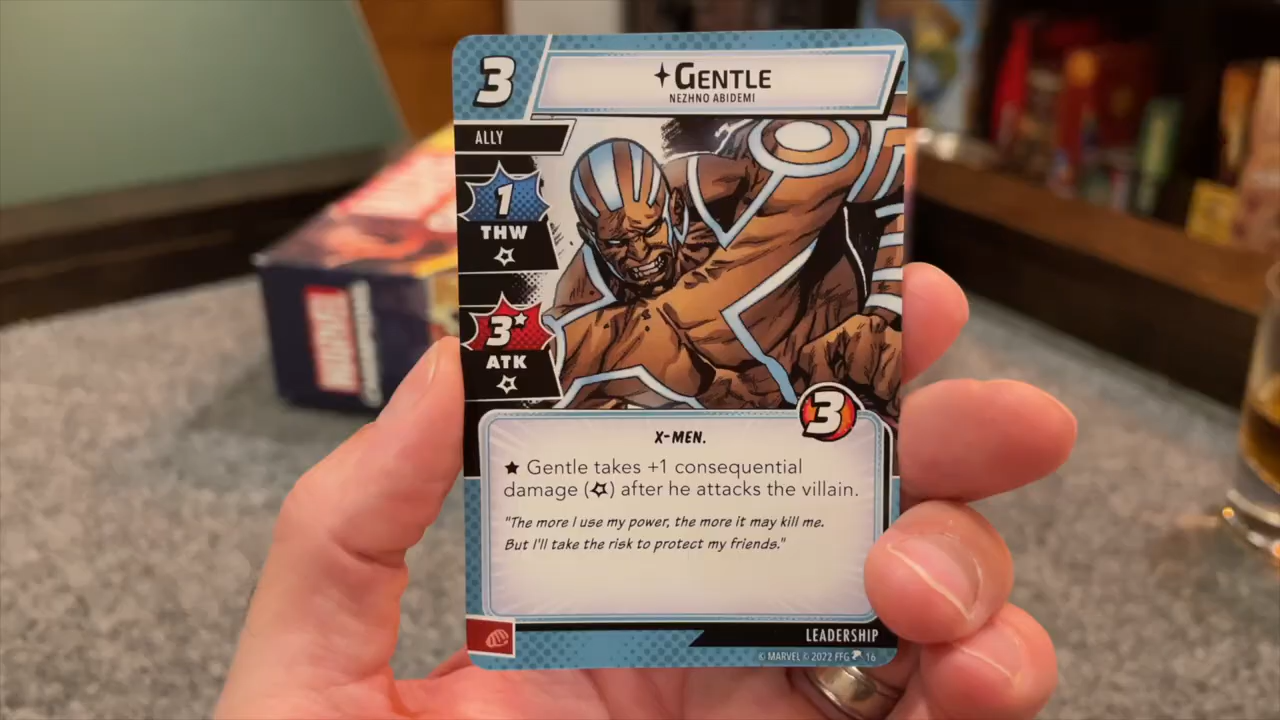 3
✦GENTLE
NEZHNO ABIDEMI
ALLY
1
THW
3★
ATK
3
X-MEN.
★ Gentle takes +1 consequential
damage (✧) after he attacks the villain.
"The more I use my power, the more it may kill me.
But I'll take the risk to protect my friends."
LEADERSHIP
© MARVEL © 2022 FFG 16
MARVEL